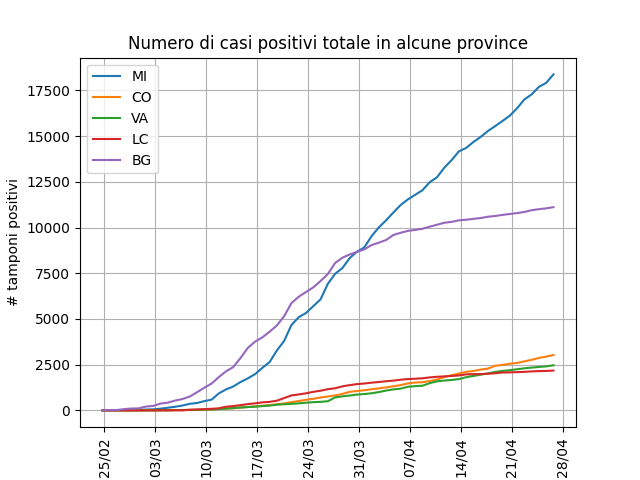 Numero di casi positivi totale in alcune province
MI
CO
VA
LC
BG
# tamponi positivi
17500
15000
12500
10000
7500
5000
2500
0
25/02
03/03
10/03
17/03
24/03
31/03
07/04
14/04
21/04
28/04